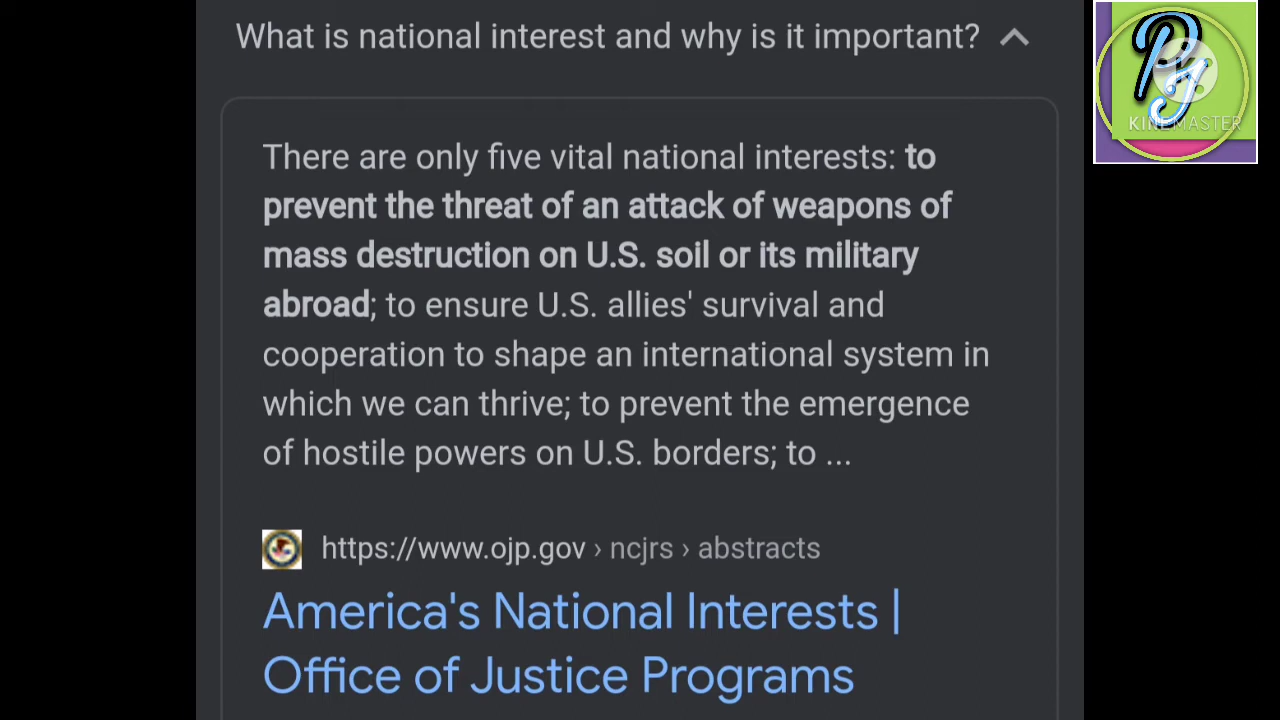 What is national interest and why is it important?
There are only five vital national interests: to
prevent the threat of an attack of weapons of
mass destruction on U.S. soil or its military
abroad; to ensure U.S. allies' survival and
cooperation to shape an international system in
which we can thrive; to prevent the emergence
of hostile powers on U.S. borders; to ...
https://www.ojp.gov › ncjrs › abstracts
America's National Interests |
Office of Justice Programs
KINEMASTER